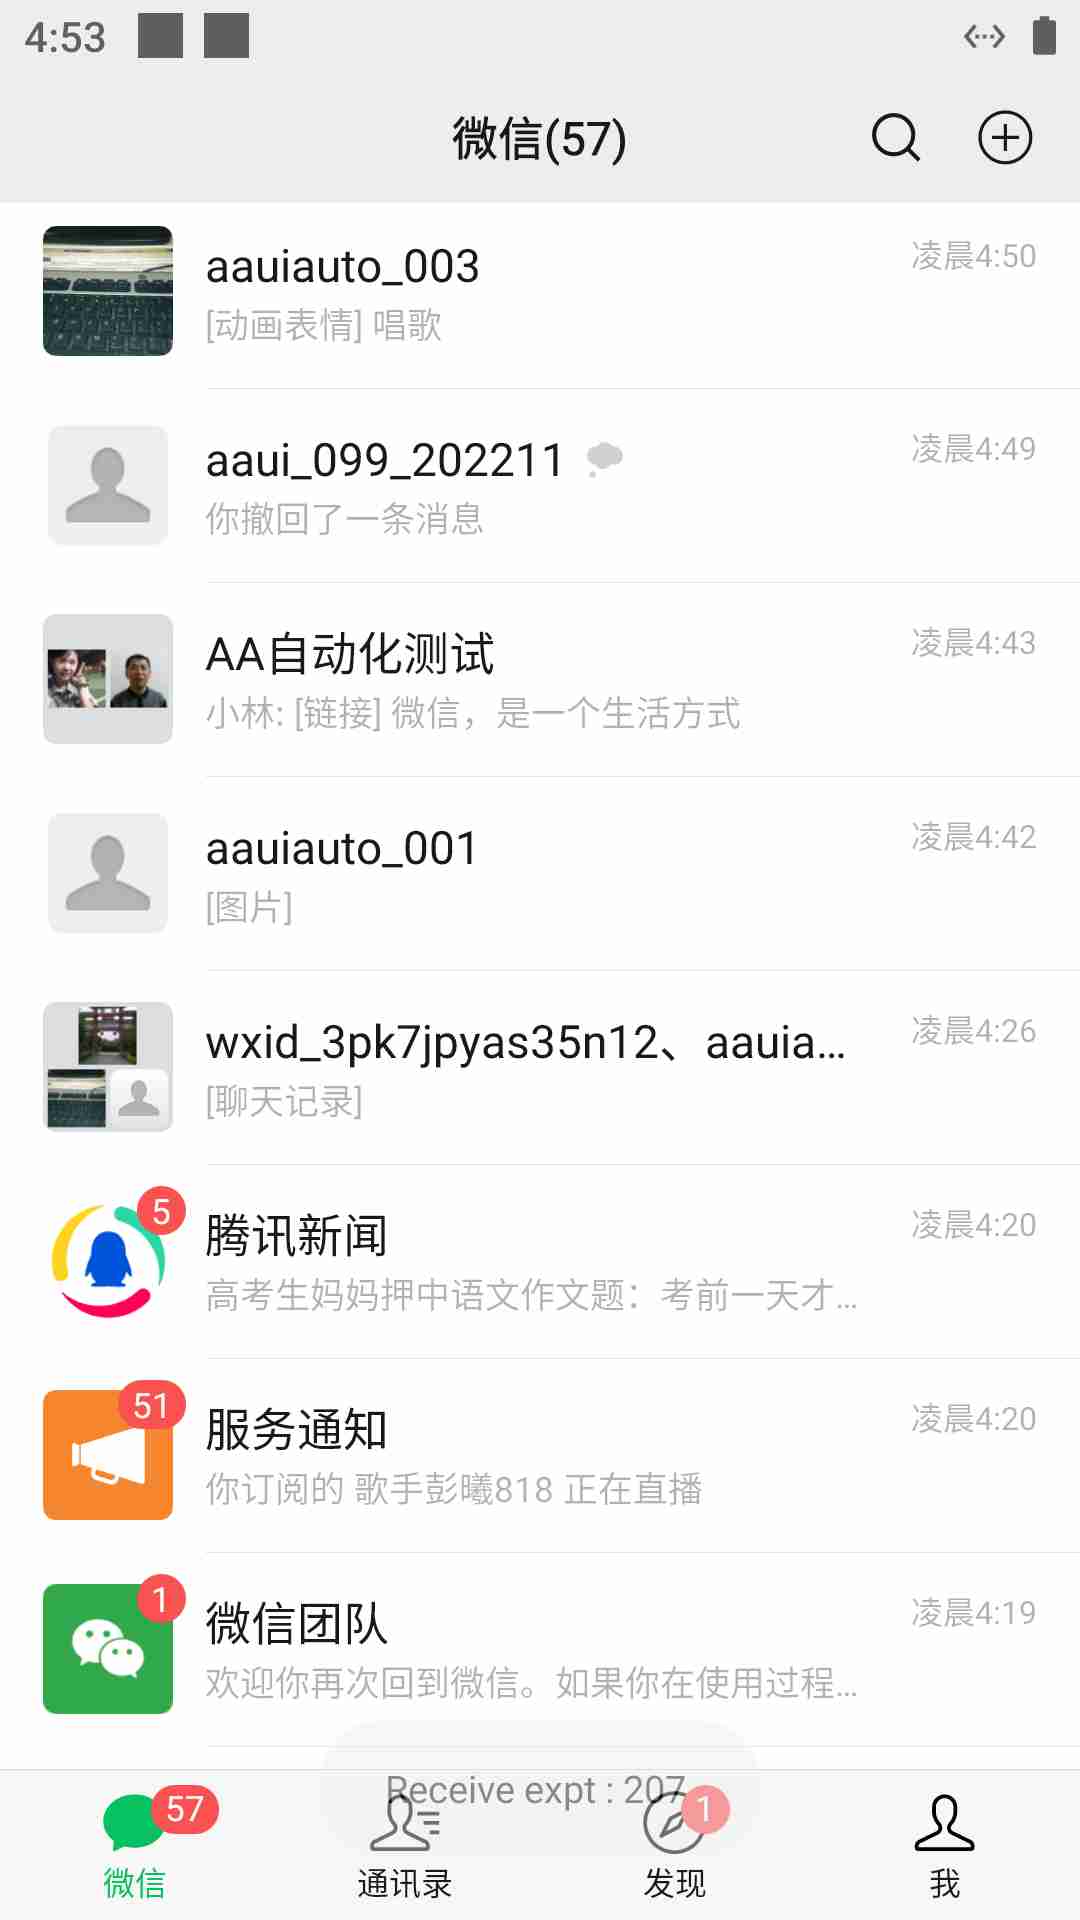 4:53
微信(57)
aauiauto_003
凌晨4:50
[动画表情] 唱歌
aaui_099_202211
凌晨4:49
你撤回了一条消息
AA自动化测试
凌晨4:43
小林: [链接] 微信，是一个生活方式
aauiauto_001
凌晨4:42
[图片]
wxid_3pk7jpyas35n12、aauia...
凌晨4:26
[聊天记录]
5
腾讯新闻
凌晨4:20
高考生妈妈押中语文作文题：考前一天才...
51
服务通知
凌晨4:20
你订阅的 歌手彭曦818 正在直播
1
微信团队
凌晨4:19
欢迎你再次回到微信。如果你在使用过程...
Receive expt : 207
57
1
微信
通讯录
发现
我